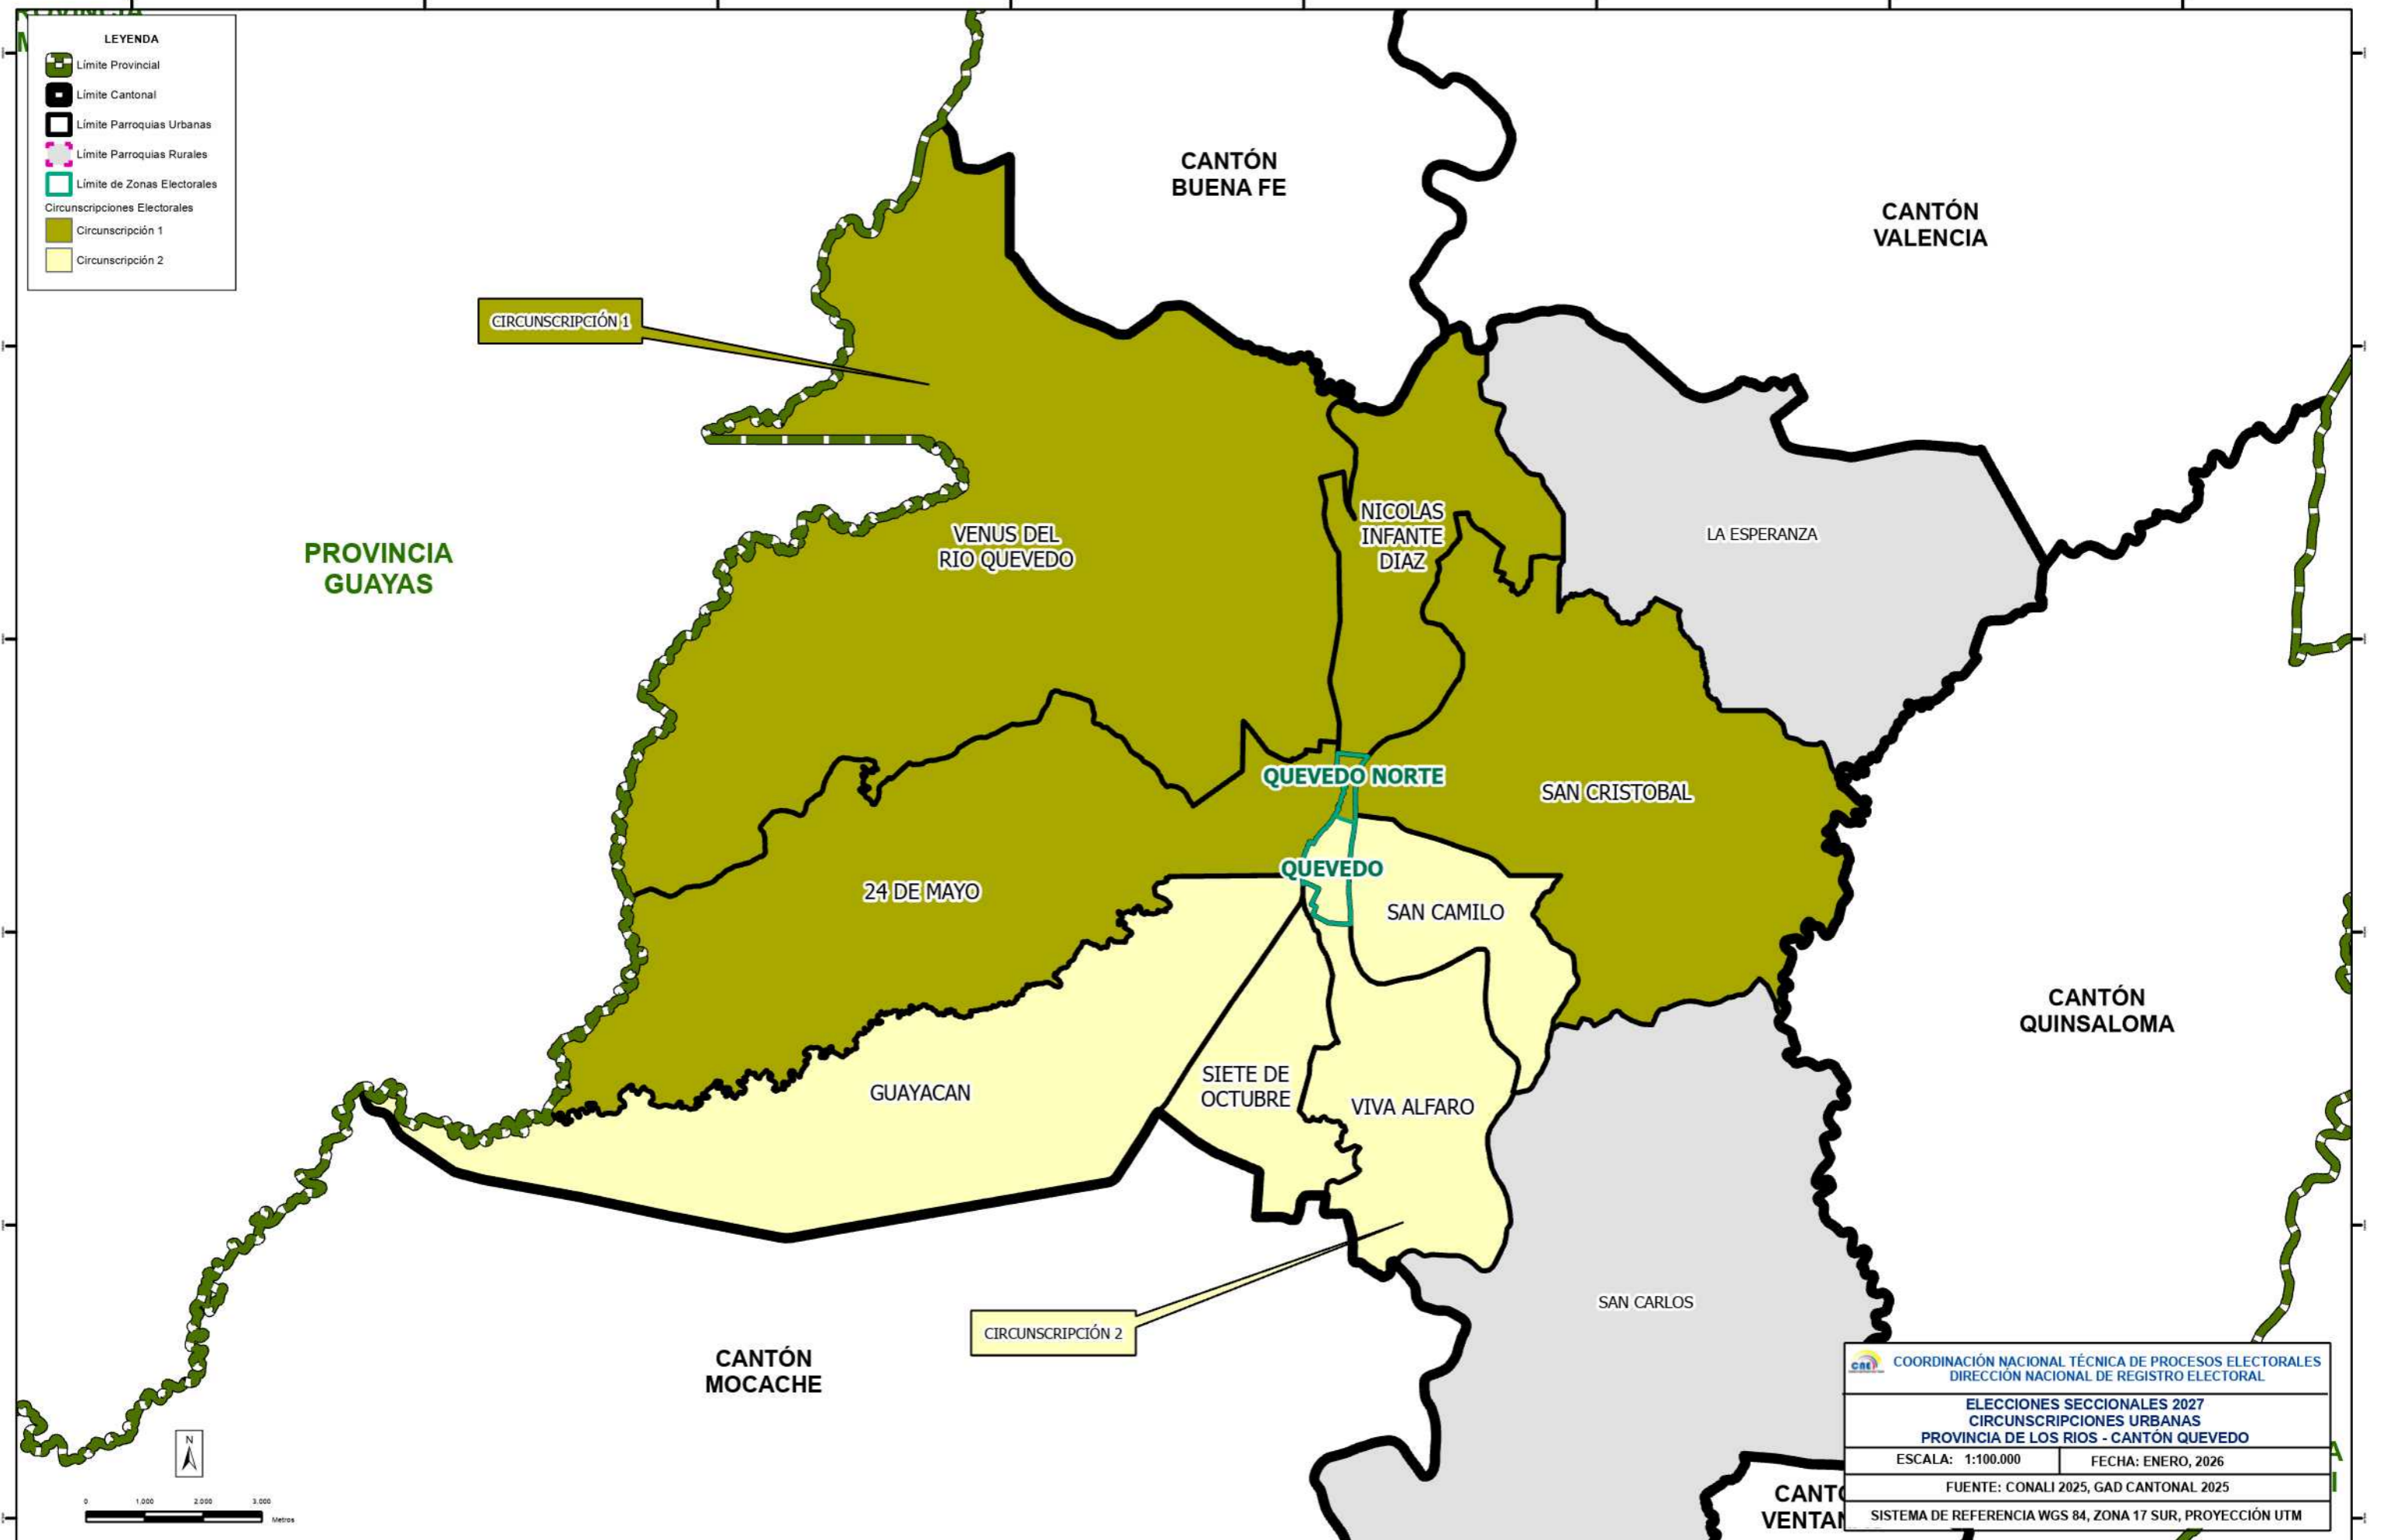 PROVINCIA
LEYENDA
Límite Provincial
Límite Cantonal
Límite Parroquias Urbanas
Límite Parroquias Rurales
Límite de Zonas Electorales
Circunscripciones Electorales
Circunscripción 1
Circunscripción 2
CANTÓN
BUENA FE
CANTÓN
VALENCIA
CIRCUNSCRIPCIÓN 1
PROVINCIA
GUAYAS
VENUS DEL
RIO QUEVEDO
NICOLAS
INFANTE
DIAZ
LA ESPERANZA
QUEVEDO NORTE
SAN CRISTOBAL
QUEVEDO
24 DE MAYO
SAN CAMILO
CANTÓN
QUINSALOMA
GUAYACAN
SIETE DE
OCTUBRE
VIVA ALFARO
SAN CARLOS
CIRCUNSCRIPCIÓN 2
CANTÓN
MOCACHE
N
0 1.000 2.000 3.000
Metros
CNE
COORDINACIÓN NACIONAL TÉCNICA DE PROCESOS ELECTORALES
DIRECCIÓN NACIONAL DE REGISTRO ELECTORAL
ELECCIONES SECCIONALES 2027
CIRCUNSCRIPCIONES URBANAS
PROVINCIA DE LOS RIOS - CANTÓN QUEVEDO
ESCALA: 1:100.000 FECHA: ENERO, 2026
FUENTE: CONALI 2025, GAD CANTONAL 2025
SISTEMA DE REFERENCIA WGS 84, ZONA 17 SUR, PROYECCIÓN UTM